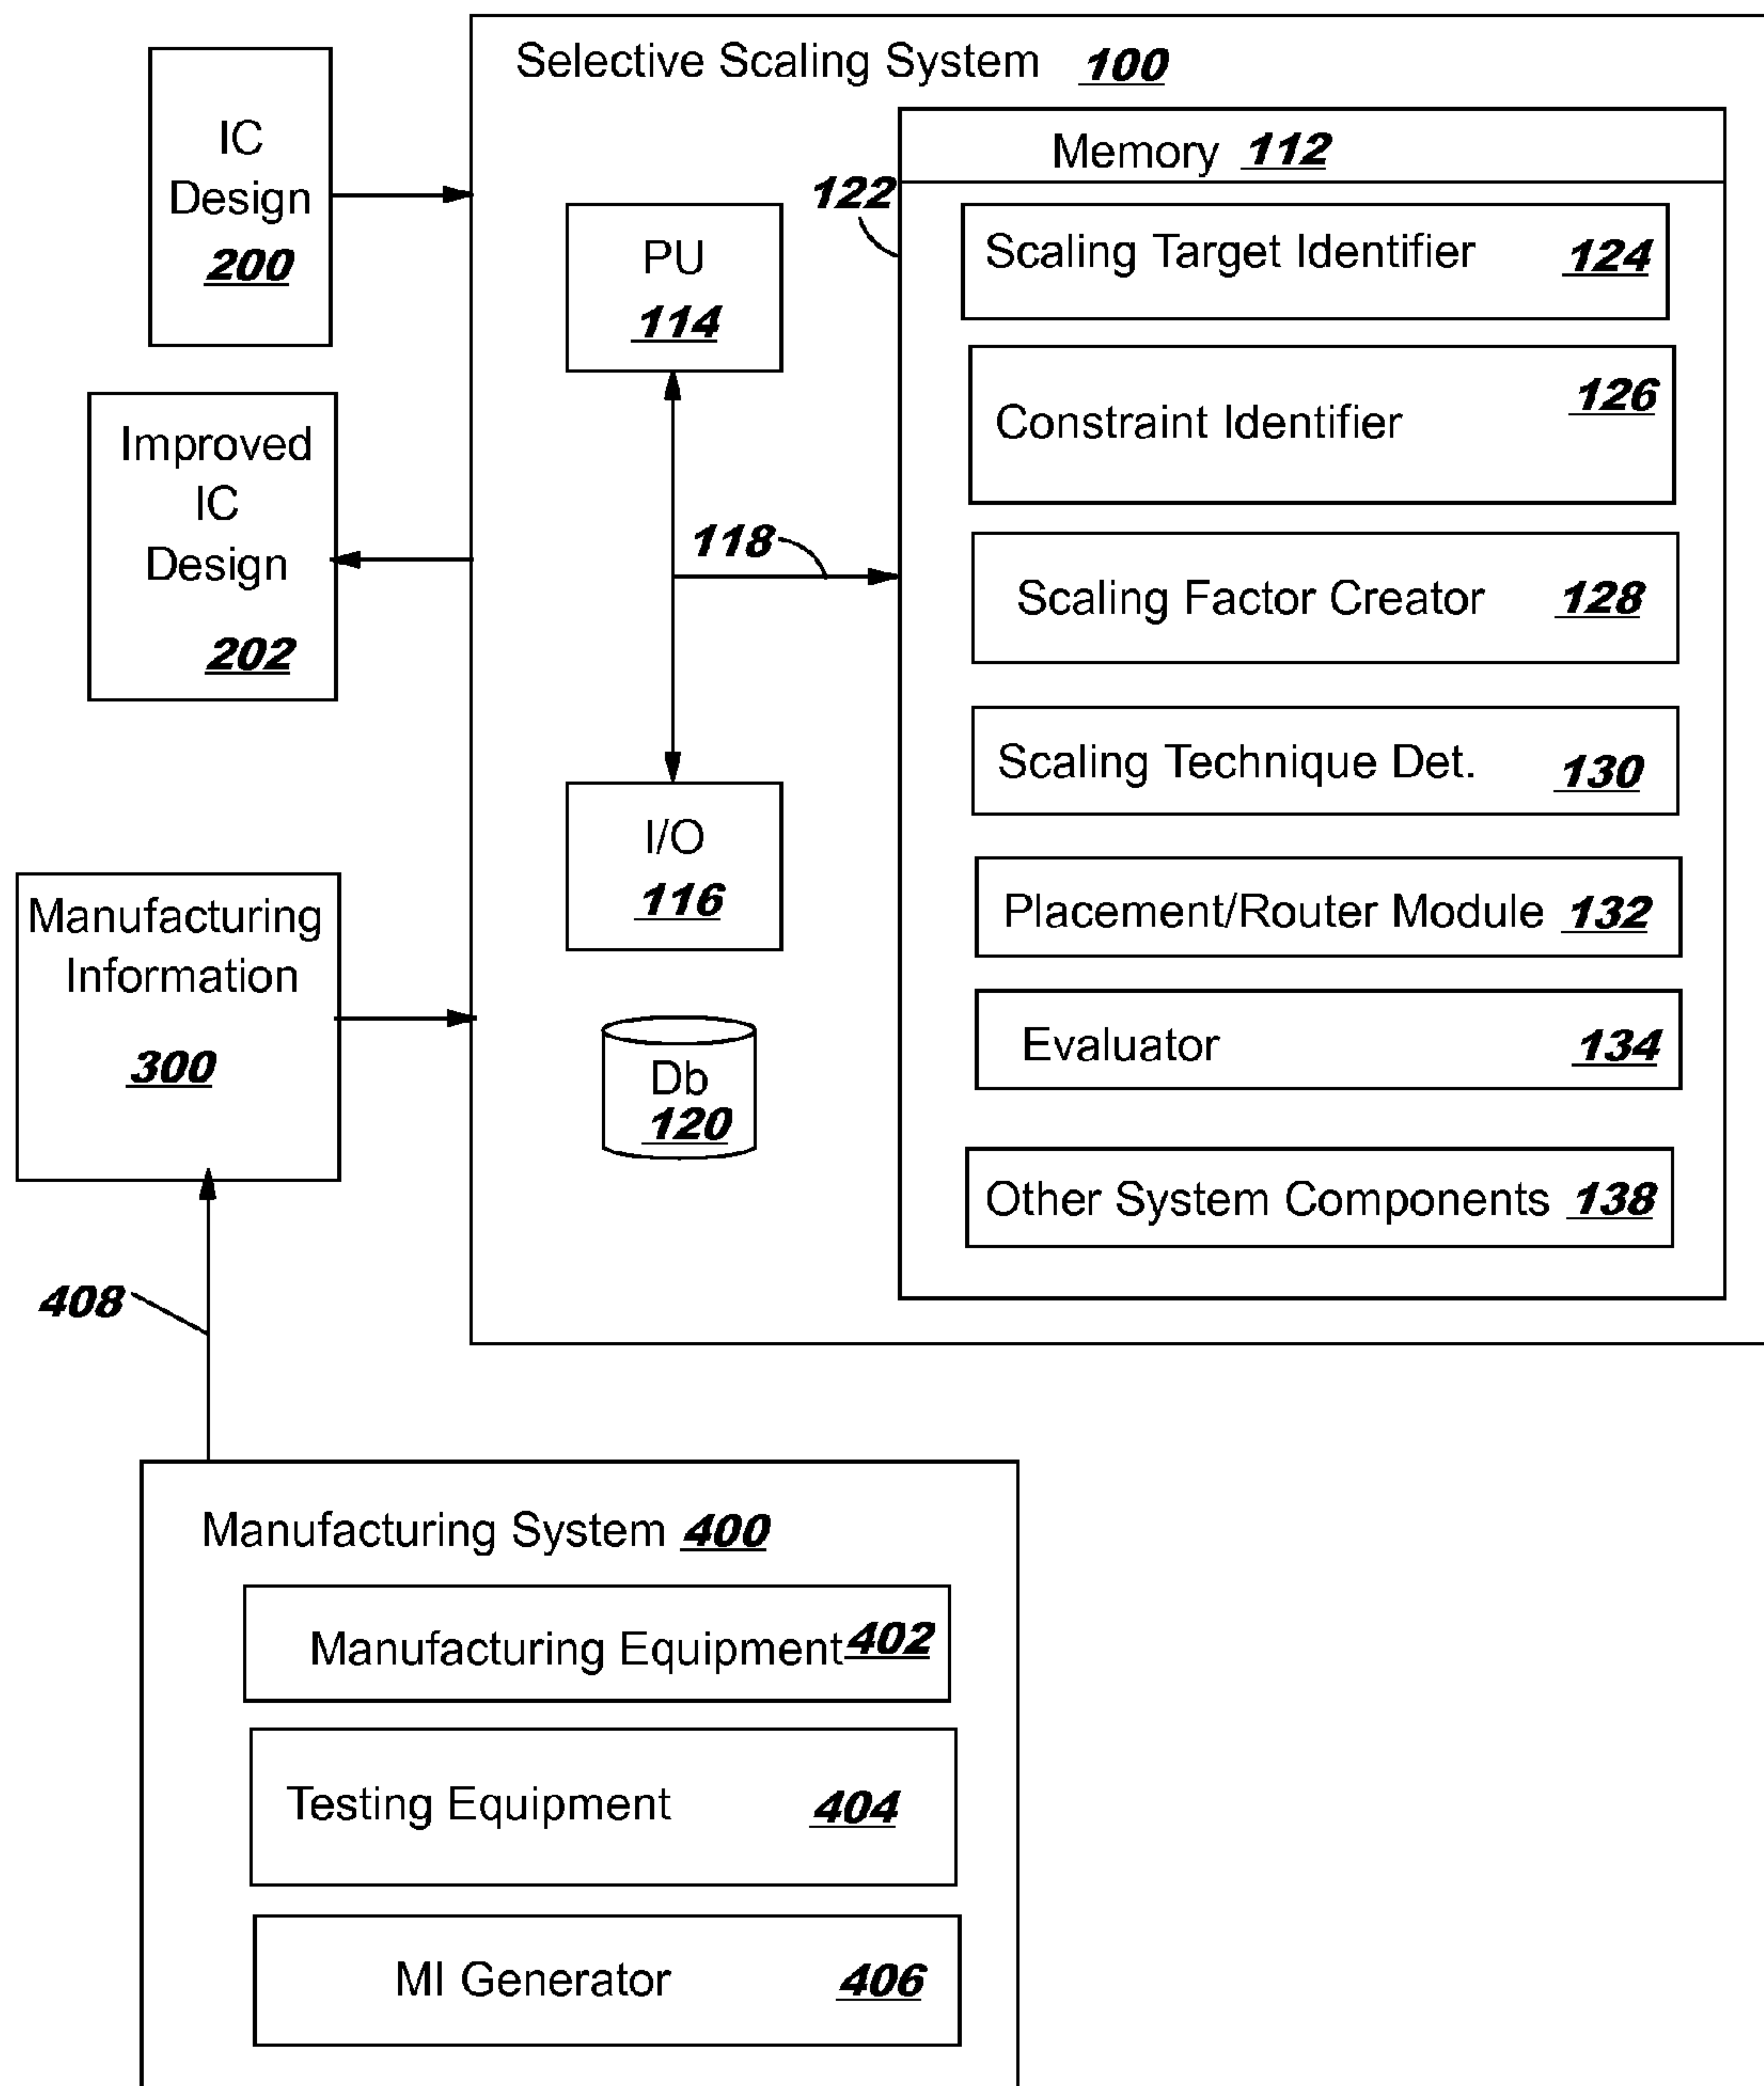 Selective Scaling System 100
IC
Design
200
Improved
IC
Design
202
Manufacturing
Information
300
408
PU
114
118
I/O
116
Db
120
122
Memory 112
Scaling Target Identifier 124
Constraint Identifier 126
Scaling Factor Creator 128
Scaling Technique Det. 130
Placement/Router Module 132
Evaluator 134
Other System Components 138
Manufacturing System 400
Manufacturing Equipment 402
Testing Equipment 404
MI Generator 406